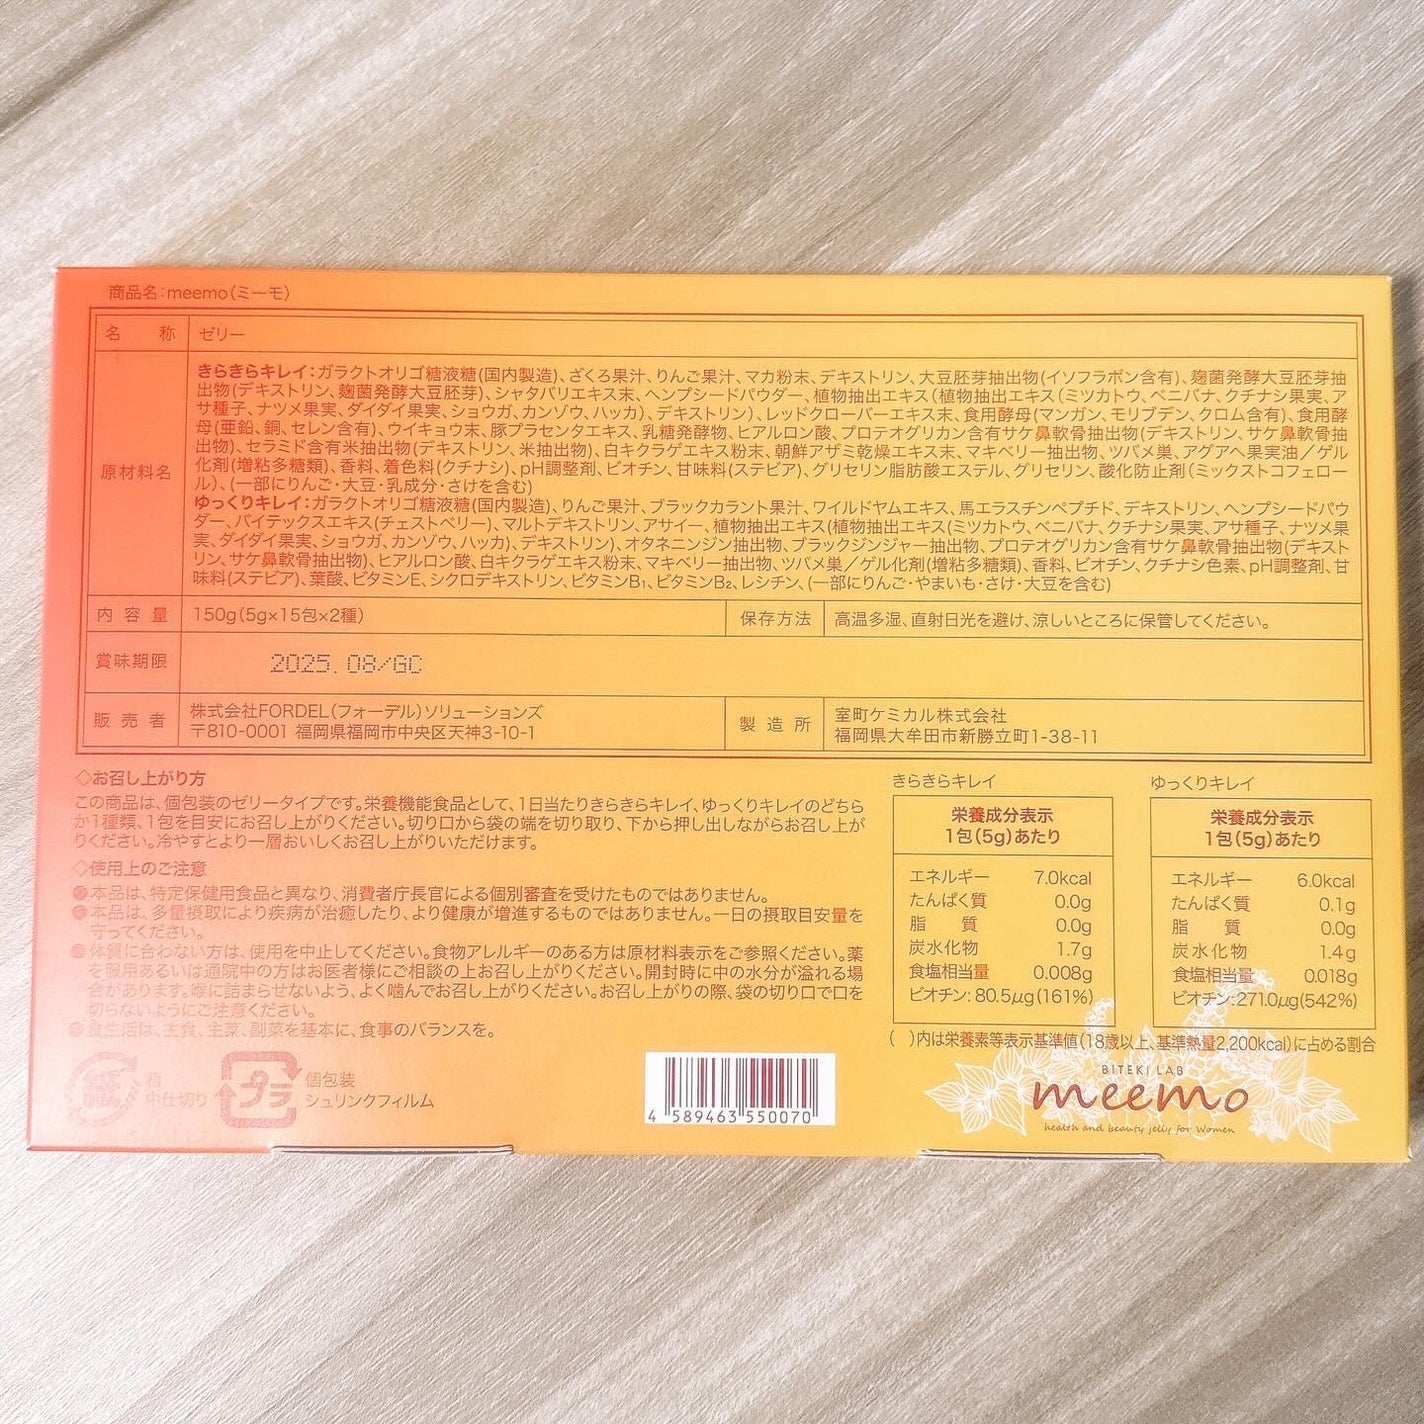 商品名：meemo（ミーモ）
名　称　ゼリー
原材料名
きらきらキレイ：ガラクトオリゴ糖液糖(国内製造)、ざくろ果汁、りんご果汁、マカ粉末、デキストリン、大豆胚芽抽出物(イソフラボン含有)、麹菌発酵大豆胚芽抽
出物(デキストリン、麹菌発酵大豆胚芽)、シャタバリエキス末、ヘンプシードパウダー、植物抽出エキス(植物抽出エキス(ミツカトウ、ベニバナ、クチナシ果実、ア
サ種子、ナツメ果実、ダイダイ果実、ショウガ、カンゾウ、ハッカ)、デキストリン)、レッドクローバーエキス末、食用酵母(マンガン、モリブデン、クロム含有)、食用酵
母(亜鉛、銅、セレン含有)、ウイキョウ末、豚プラセンタエキス、乳糖発酵物、ヒアルロン酸、プロテオグリカン含有サケ鼻軟骨抽出物(デキストリン、サケ鼻軟骨抽
出物)、セラミド含有米抽出物(デキストリン、米抽出物)、白キクラゲエキス粉末、朝鮮アザミ乾燥エキス末、マキベリー抽出物、ツバメ巣、アグアヘ果実油／ゲル
化剤(増粘多糖類)、香料、着色料(クチナシ)、pH調整剤、ビオチン、甘味料(ステビア)、グリセリン脂肪酸エステル、グリセリン、酸化防止剤(ミックストコフェロー
ル)、(一部にりんご・大豆・乳成分・さけを含む)
ゆっくりキレイ：ガラクトオリゴ糖液糖(国内製造)、りんご果汁、ブラックカラント果汁、ワイルドヤムエキス、馬エラスチンペプチド、デキストリン、ヘンプシードパウ
ダー、バイテックスエキス(チェストベリー)、マルトデキストリン、アサイー、植物抽出エキス(植物抽出エキス(ミツカトウ、ベニバナ、クチナシ果実、アサ種子、ナツメ果
実、ダイダイ果実、ショウガ、カンゾウ、ハッカ)、デキストリン)、オタネニンジン抽出物、ブラックジンジャー抽出物、プロテオグリカン含有サケ鼻軟骨抽出物(デキスト
リン、サケ鼻軟骨抽出物)、ヒアルロン酸、白キクラゲエキス粉末、マキベリー抽出物、ツバメ巣／ゲル化剤(増粘多糖類)、香料、ビオチン、クチナシ色素、pH調整剤、甘
味料(ステビア)、葉酸、ビタミンE、シクロデキストリン、ビタミンB₁、ビタミンB₂、レシチン、(一部にりんご・やまいも・さけ・大豆を含む)
内容量　150g(5g×15包×2種)　保存方法　高温多湿、直射日光を避け、涼しいところに保管してください。
賞味期限　2025.08/GC
販売者
株式会社FORDEL(フォーデル)ソリューションズ
〒810-0001 福岡県福岡市中央区天神3-10-1
製造所
室町ケミカル株式会社
福岡県大牟田市新勝立町1-38-11
◇お召し上がり方
この商品は、個包装のゼリータイプです。栄養機能食品として、1日当たりきらきらキレイ、ゆっくりキレイのどちら
か1種類、1包を目安にお召し上がりください。切り口から袋の端を切り取り、下から押し出しながらお召し上が
りください。冷やすとより一層おいしくお召し上がりいただけます。
◇使用上のご注意
●本品は、特定保健用食品と異なり、消費者庁長官による個別審査を受けたものではありません。
●本品は、多量摂取により疾病が治癒したり、より健康が増進するものではありません。一日の摂取目安量を
守ってください。
●体質に合わない方は、使用を中止してください。食物アレルギーのある方は原材料表示をご参照ください。薬
を服用あるいは通院中の方はお医者様にご相談の上お召し上がりください。開封時に中の水分が溢れる場
合があります。喉に詰まらせないよう、よく噛んでお召し上がりください。お召し上がりの際、袋の切り口で口を
切らないようにご注意ください。
●食生活は、主食、主菜、副菜を基本に、食事のバランスを。
きらきらキレイ
栄養成分表示
1包(5g)あたり
エネルギー　7.0kcal
たんぱく質　0.0g
脂　質　0.0g
炭水化物　1.7g
食塩相当量　0.008g
ビオチン：80.5μg(161%)
ゆっくりキレイ
栄養成分表示
1包(5g)あたり
エネルギー　6.0kcal
たんぱく質　0.1g
脂　質　0.0g
炭水化物　1.4g
食塩相当量　0.018g
ビオチン：271.0μg(542%)
(　)内は栄養素等表示基準値(18歳以上、基準熱量2,200kcal)に占める割合
紙
箱
中仕切り
プラ
個包装
シュリンクフィルム
4 589463 550070
BITEKI LAB
meemo
health and beauty jelly for Women